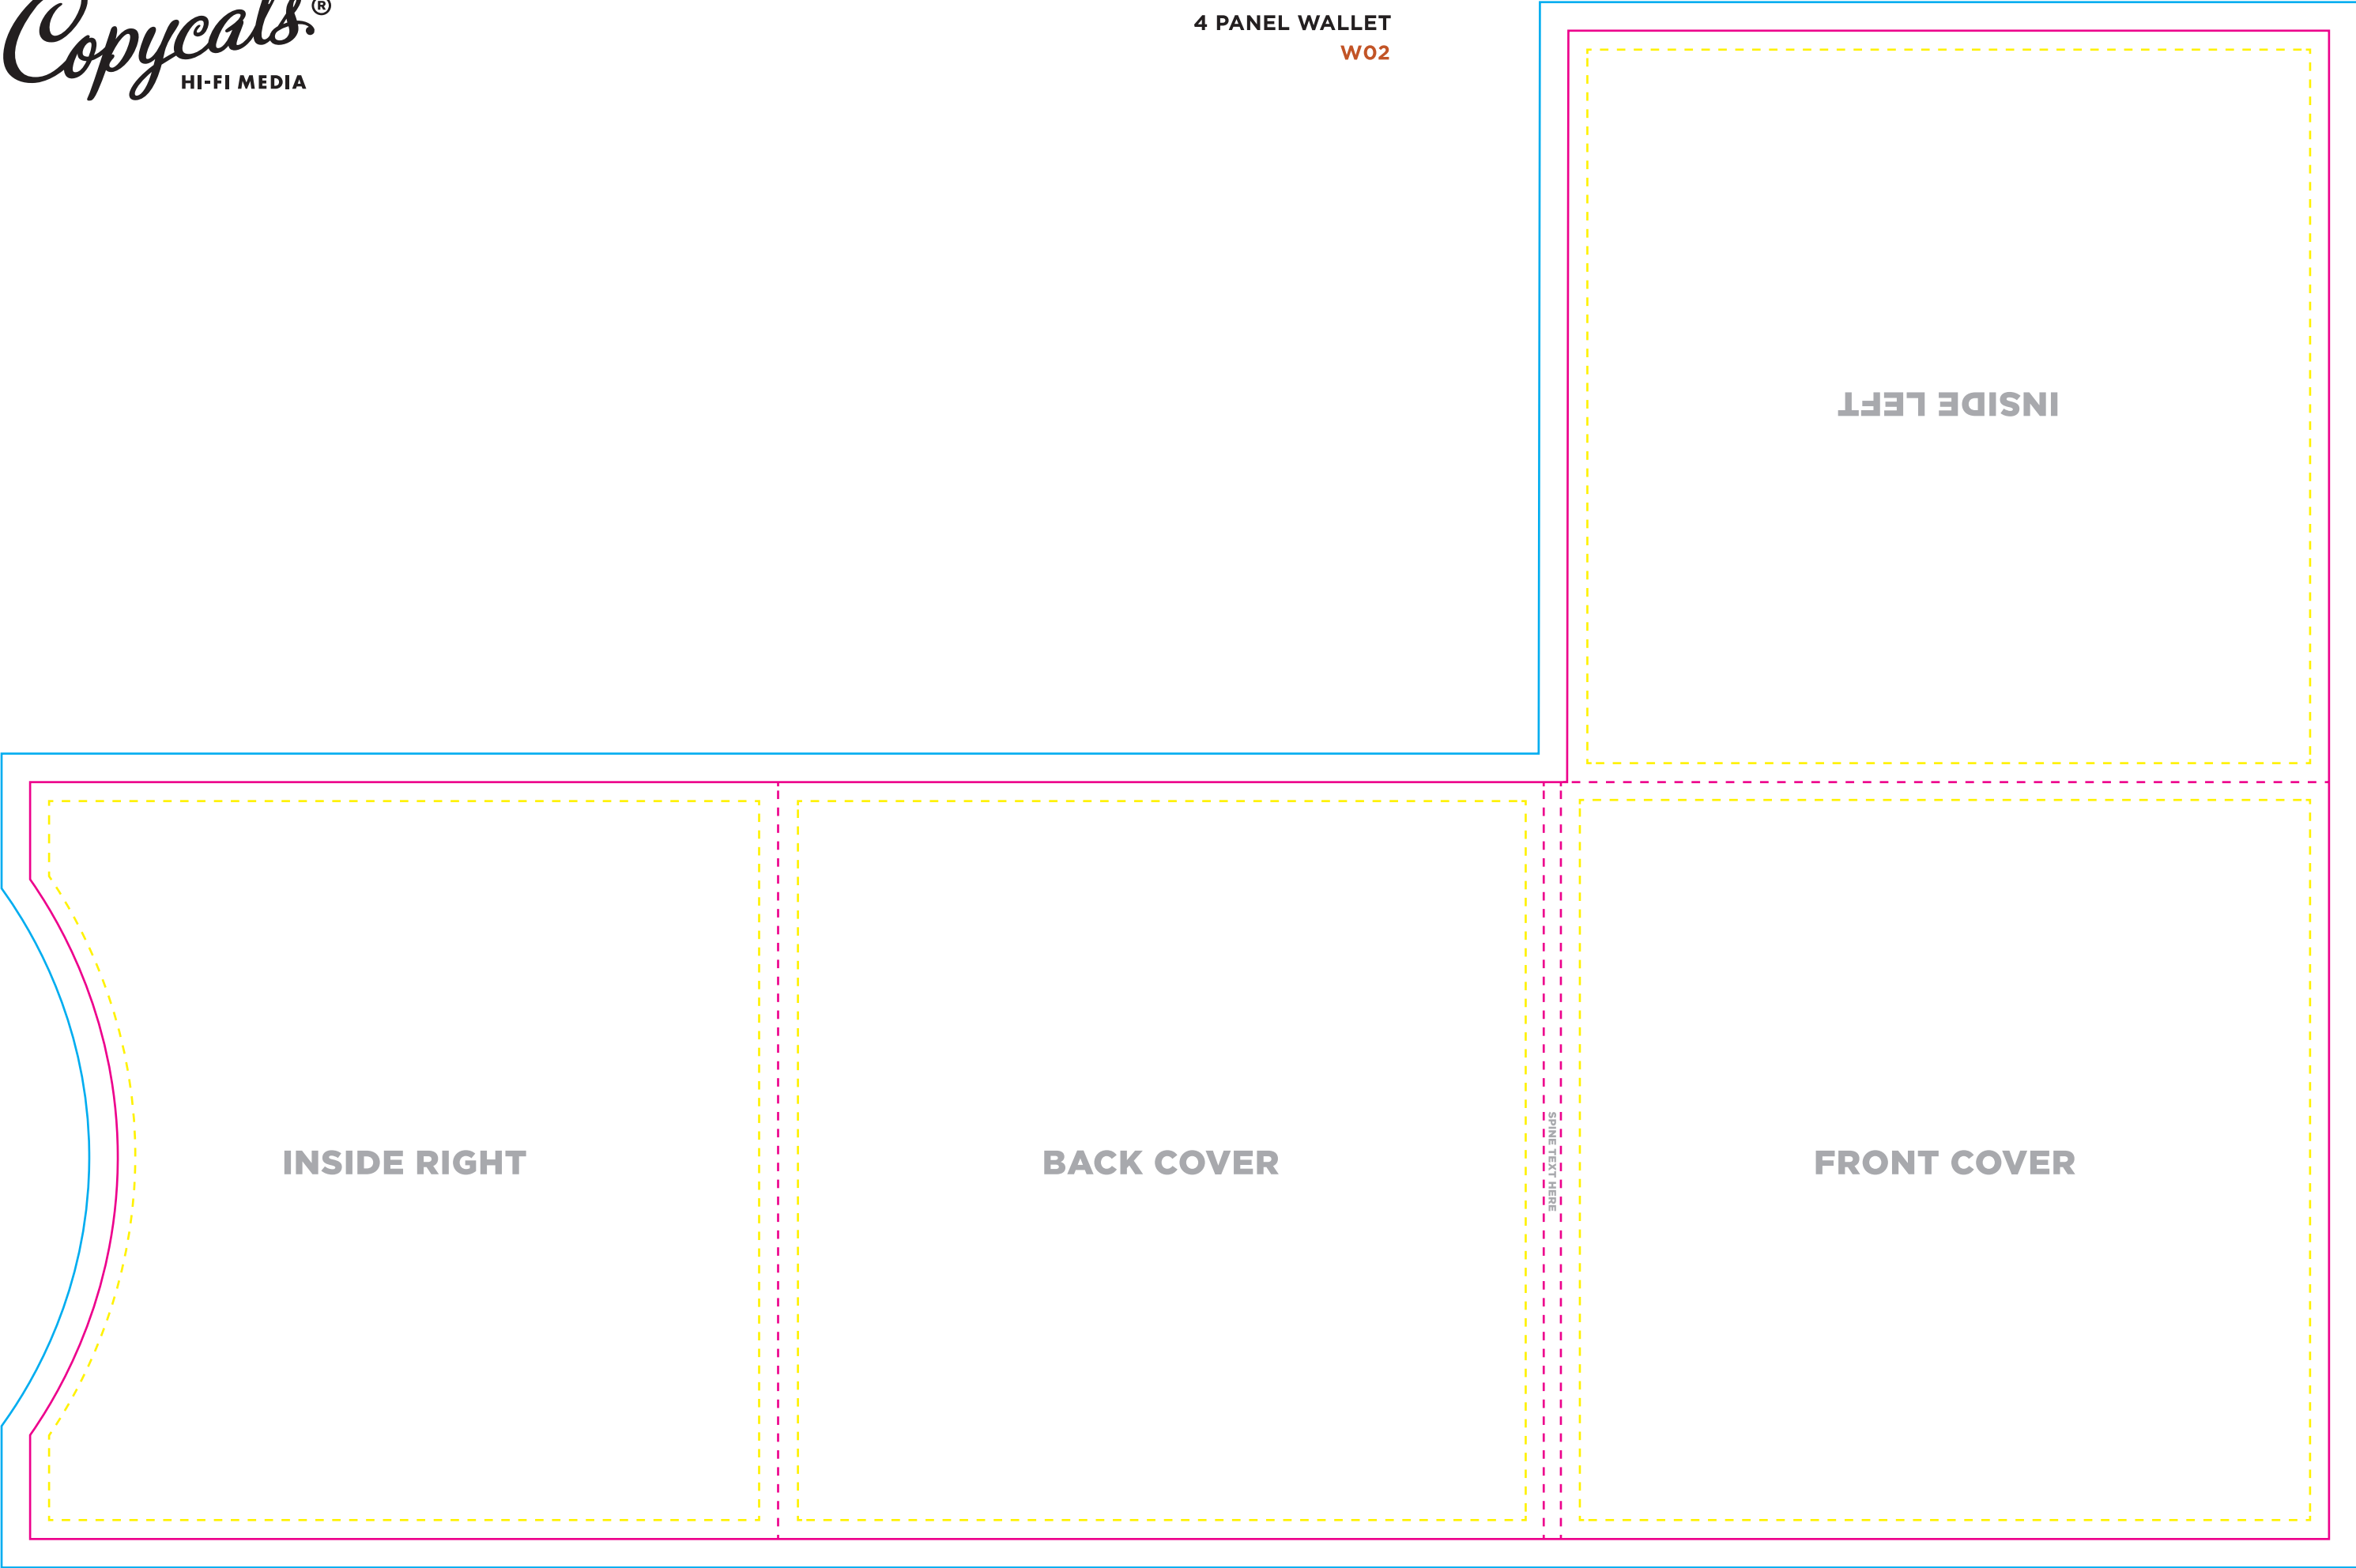 Copycats®
HI-FI MEDIA
4 PANEL WALLET
W02
INSIDE LEFT
INSIDE RIGHT
BACK COVER
SPINE TEXT HERE
FRONT COVER